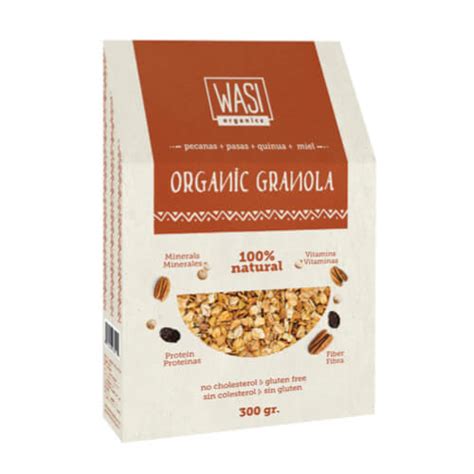 WASI
organics
pecanas + pasas + quinua + miel
ORGANIC GRANOLA
Minerals
Minerales
100%
natural
Vitamins
Vitaminas
Protein
Proteinas
Fiber
Fibra
no cholesterol > gluten free
sin colesterol > sin gluten
300 gr.